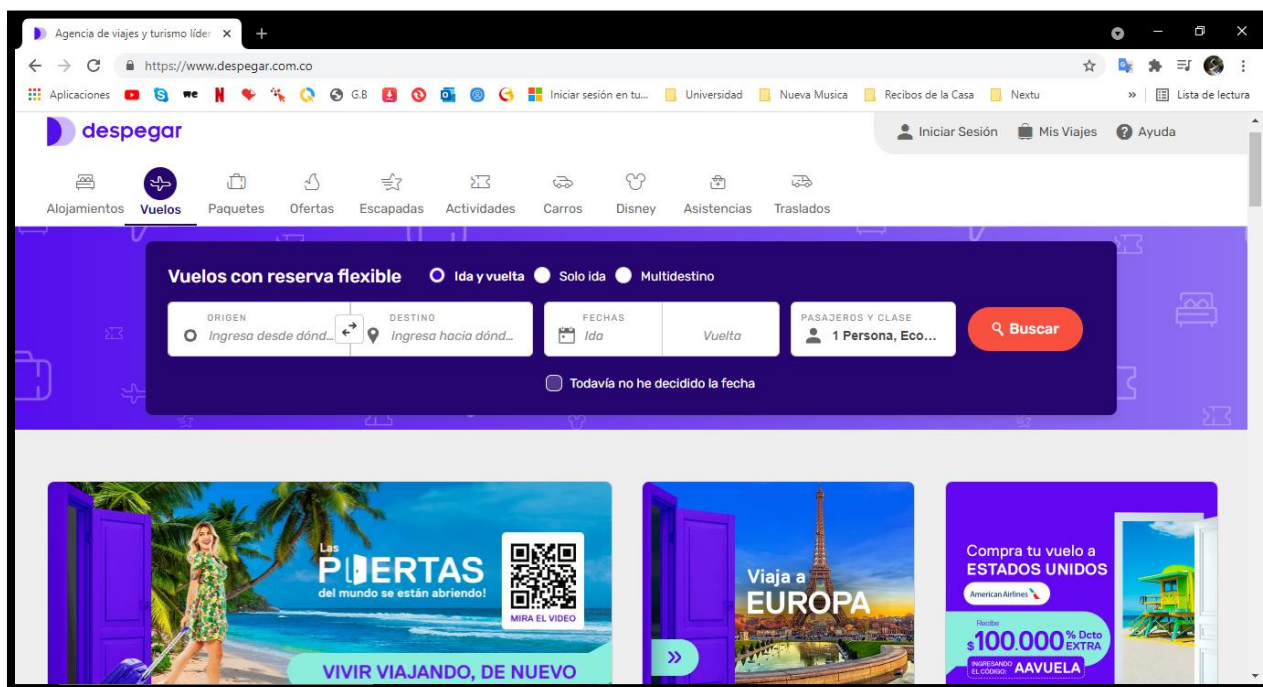 Agencia de viajes y turismo líder
https://www.despegar.com.co
Aplicaciones
G.B
Iniciar sesión en tu...
Universidad
Nueva Musica
Recibos de la Casa
Nextu
»
Lista de lectura
despegar
Iniciar Sesión
Mis Viajes
Ayuda
Alojamientos
Vuelos
Paquetes
Ofertas
Escapadas
Actividades
Carros
Disney
Asistencias
Traslados
Vuelos con reserva flexible
Ida y vuelta
Solo ida
Multidestino
ORIGEN
Ingresa desde dónd...
DESTINO
Ingresa hacia dónd...
FECHAS
Ida
Vuelta
PASAJEROS Y CLASE
1 Persona, Eco...
Buscar
Todavía no he decidido la fecha
Las
PUERTAS
del mundo se están abriendo!
MIRA EL VIDEO
VIVIR VIAJANDO, DE NUEVO
Viaja a
EUROPA
»
Compra tu vuelo a
ESTADOS UNIDOS
American Airlines
Recibe
$100.000 % Dcto
EXTRA
INGRESANDO
EL CÓDIGO: AAVUELA